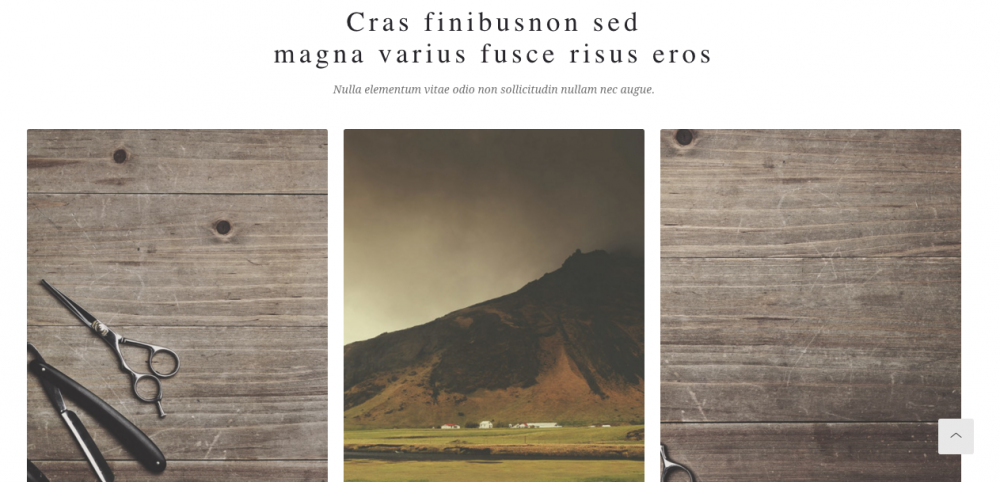 Cras finibusnon sed
magna varius fusce risus eros
Nulla elementum vitae odio non sollicitudin nullam nec augue.